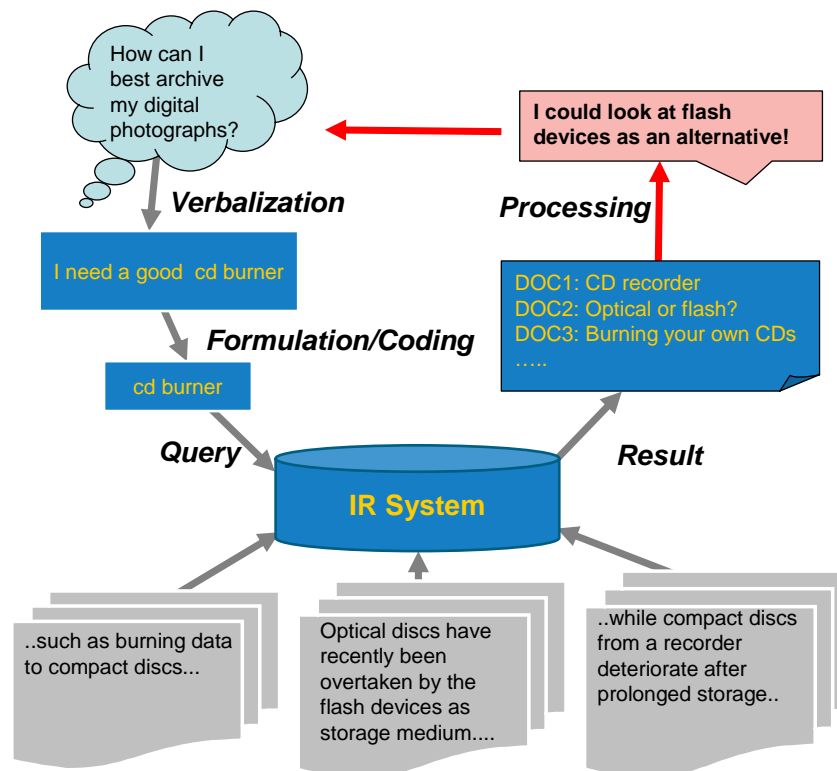 How can I
best archive
my digital
photographs?
I could look at flash
devices as an alternative!
Verbalization
Processing
I need a good cd burner
DOC1: CD recorder
DOC2: Optical or flash?
DOC3: Burning your own CDs
…..
Formulation/Coding
cd burner
Query
Result
IR System
..such as burning data
to compact discs...
Optical discs have
recently been
overtaken by the
flash devices as
storage medium....
..while compact discs
from a recorder
deteriorate after
prolonged storage..